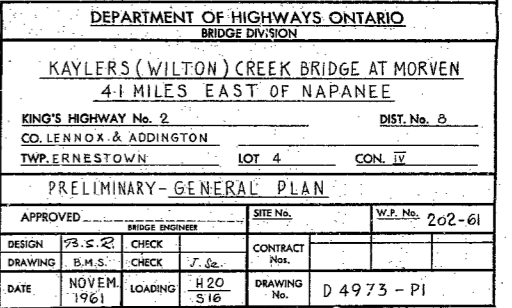 DEPARTMENT OF HIGHWAYS ONTARIO
BRIDGE DIVISION
KAYLERS (WILTON) CREEK BRIDGE AT MORVEN
4.1 MILES EAST OF NAPANEE
KING'S HIGHWAY No. 2 DIST. No. 8
CO. LENNOX & ADDINGTON
TWP. ERNESTOWN LOT 4 CON. IV
PRELIMINARY - GENERAL PLAN
APPROVED SITE No. W.P. No. 202-61
BRIDGE ENGINEER
DESIGN B.S.R. CHECK CONTRACT Nos.
DRAWING B.M.S. CHECK J. Sz.
DATE NOVEM. 1961 LOADING H20 S16 DRAWING No. D 4973 - P1